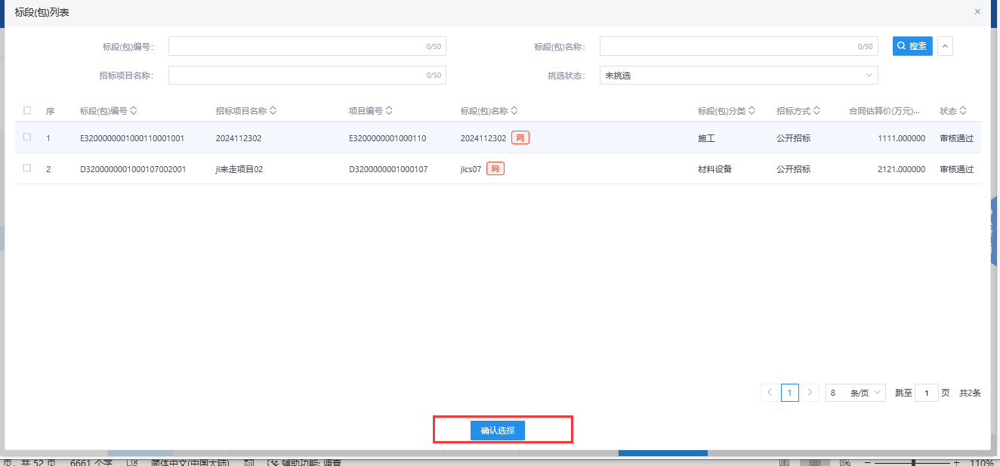 标段(包)列表 ×
标段(包)编号: 0/50 标段(包)名称: 0/50 搜索
招标项目名称: 0/50 挑选状态: 未挑选
序 标段(包)编号 招标项目名称 项目编号 标段(包)名称 标段(包)分类 招标方式 合同估算价(万元)... 状态
1 E3200000001000110001001 2024112302 E3200000001000110 2024112302 网 施工 公开招标 1111.000000 审核通过
2 D3200000001000107002001 jl来走项目02 D3200000001000107 jlcs07 网 材料设备 公开招标 2121.000000 审核通过
1 8 条/页 跳至 1 页 共2条
确认选择
页, 共 52 页 6661 个字 简体中文(中国大陆) 辅助功能: 调查 110%